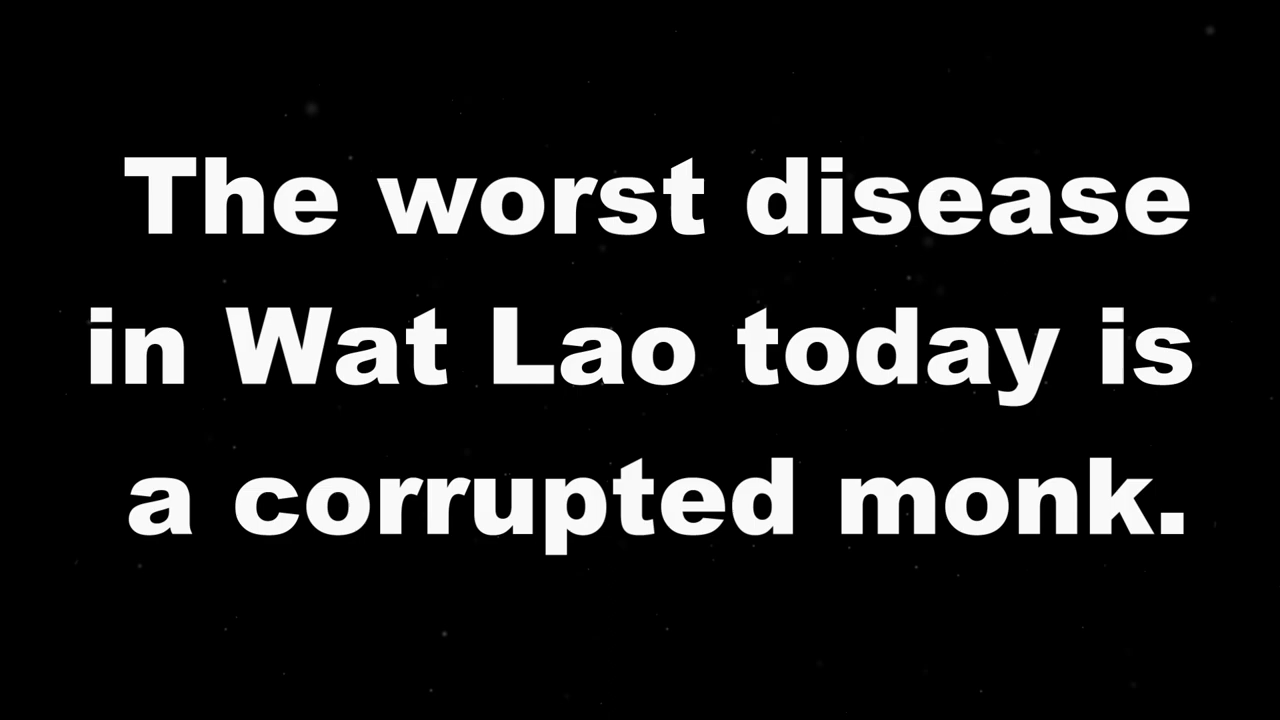 The worst disease
in Wat Lao today is
a corrupted monk.